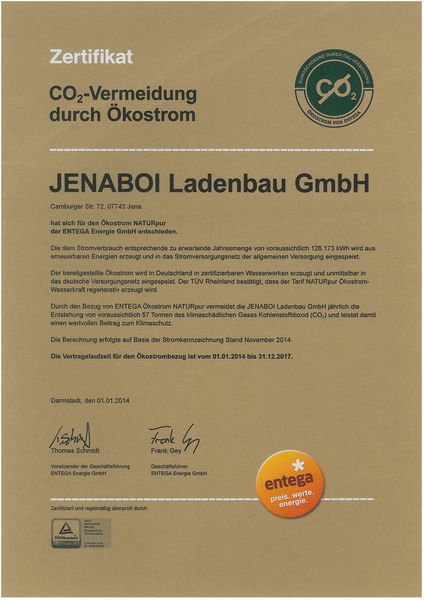 Zertifikat
CO₂-Vermeidung
durch Ökostrom
KLIMASCHONEND DURCH CO₂-VERMEIDUNG
CO₂
ÖKOSTROM VON ENTEGA
JENABOI Ladenbau GmbH
Camburger Str. 72, 07743 Jena
hat sich für den Ökostrom NATURpur
der ENTEGA Energie GmbH entschieden.
Die dem Stromverbrauch entsprechende zu erwartende Jahresmenge von voraussichtlich 126.173 kWh wird aus
erneuerbaren Energien erzeugt und in das Stromversorgungsnetz der allgemeinen Versorgung eingespeist.
Der bereitgestellte Ökostrom wird in Deutschland in zertifizierbaren Wasserwerken erzeugt und unmittelbar in
das deutsche Versorgungsnetz eingespeist. Der TÜV Rheinland bestätigt, dass der Tarif NATURpur Ökostrom-
Wasserkraft regenerativ erzeugt wird.
Durch den Bezug von ENTEGA Ökostrom NATURpur vermeidet die JENABOI Ladenbau GmbH jährlich die
Entstehung von voraussichtlich 57 Tonnen des klimaschädlichen Gases Kohlenstoffdioxid (CO₂) und leistet damit
einen wertvollen Beitrag zum Klimaschutz.
Die Berechnung erfolgte auf Basis der Stromkennzeichnung Stand November 2014.
Die Vertragslaufzeit für den Ökostrombezug ist vom 01.01.2014 bis 31.12.2017.
Darmstadt, den 01.01.2014
Thomas Schmidt
Frank Gey
Vorsitzender der Geschäftsführung
ENTEGA Energie GmbH
Geschäftsführer
ENTEGA Energie GmbH
entega
preis. werte.
energie.
Zertifiziert und regelmäßig überprüft durch:
TÜVRheinland